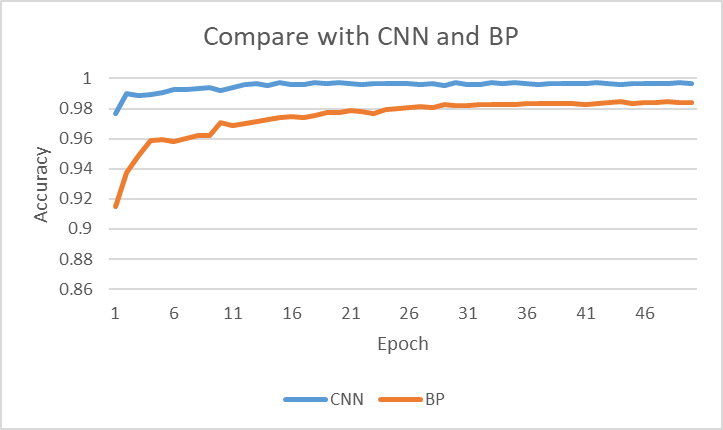 Compare with CNN and BP
1
0.98
0.96
0.94
0.92
0.9
0.88
0.86
Accuracy
1 6 11 16 21 26 31 36 41 46
Epoch
CNN BP